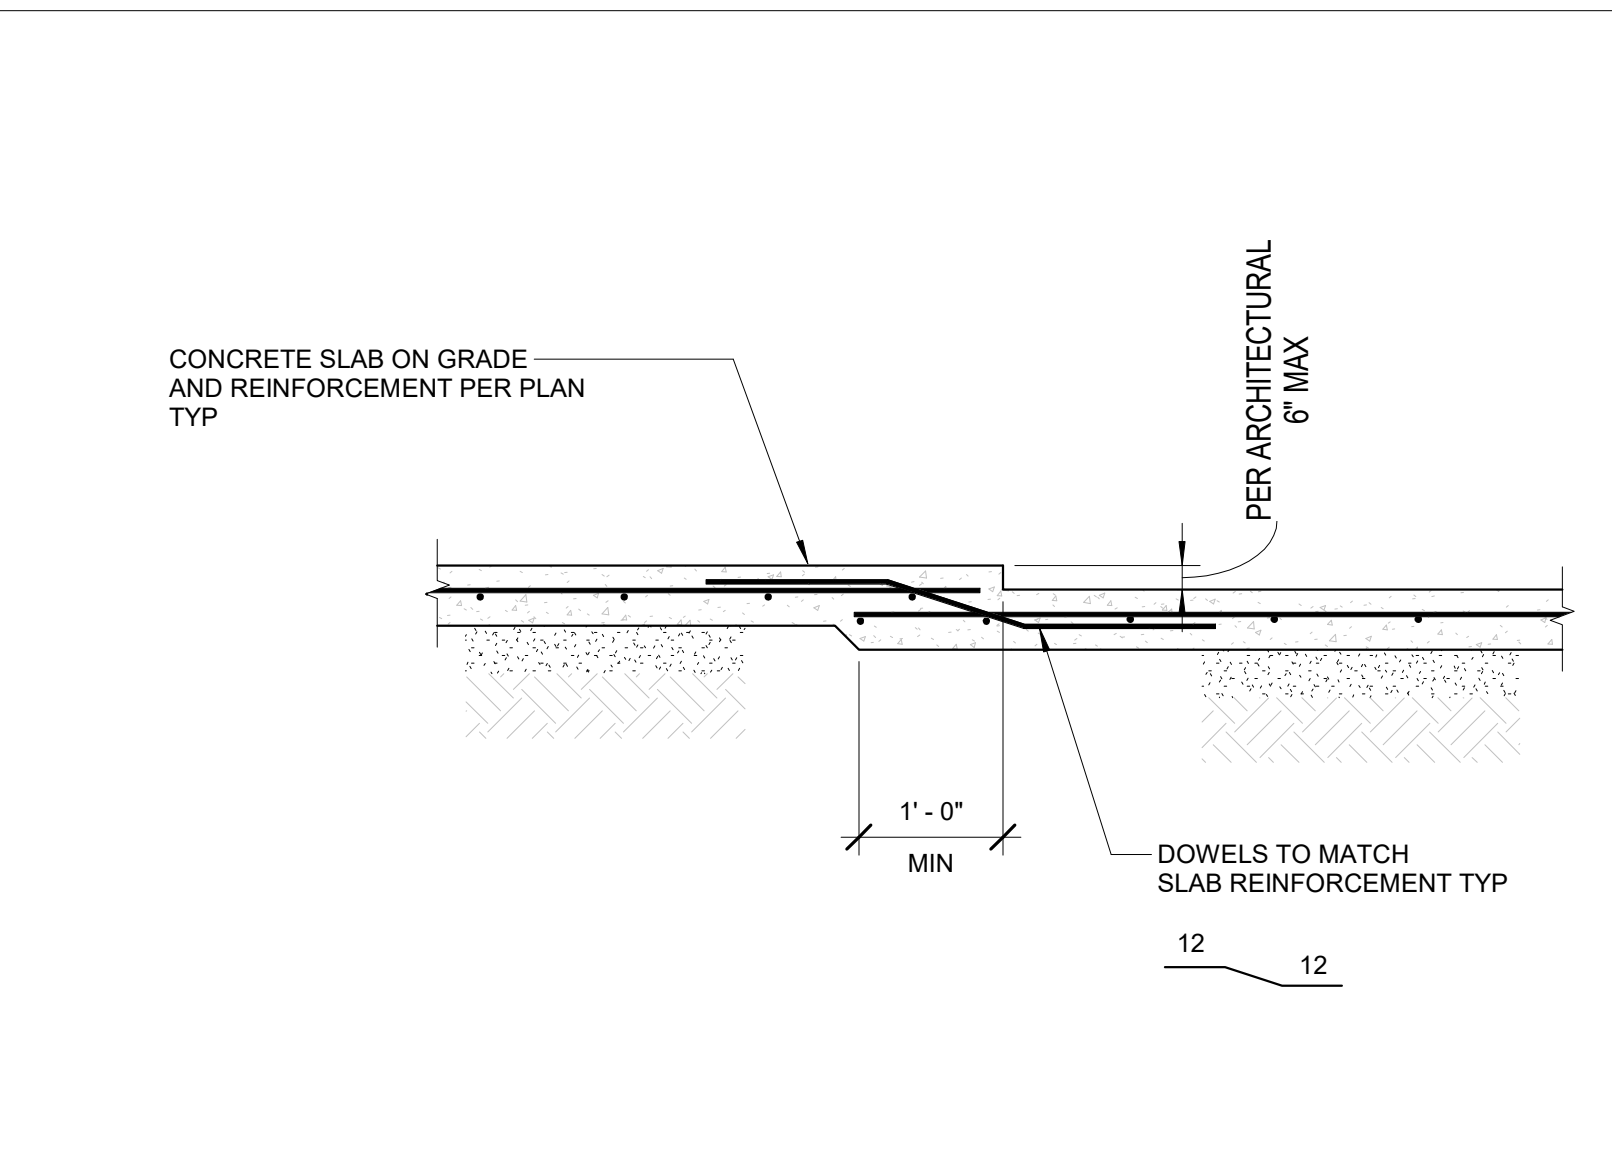 PER ARCHITECTURAL
6" MAX
CONCRETE SLAB ON GRADE
AND REINFORCEMENT PER PLAN
TYP
1' - 0"
MIN
DOWELS TO MATCH
SLAB REINFORCEMENT TYP
12
12